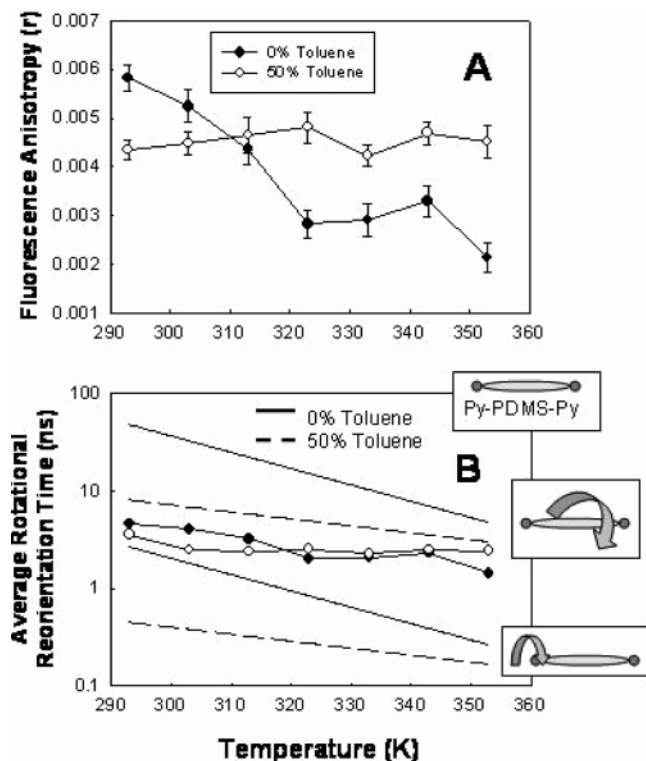 Fluorescence Anisotropy (r)
0.007
0.006
0.005
0.004
0.003
0.002
0.001
0% Toluene
50% Toluene
A
290 300 310 320 330 340 350 360
Average Rotational
Reorientation Time (ns)
100
10
1
0.1
0% Toluene
50% Toluene
B
Py-PDMS-Py
290 300 310 320 330 340 350 360
Temperature (K)